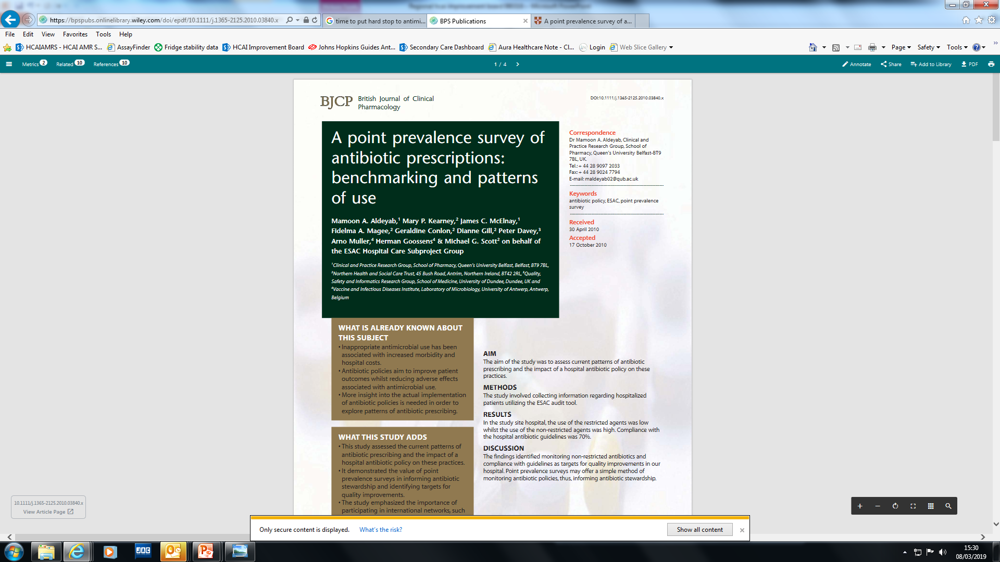 https://bpspubs.onlinelibrary.wiley.com/doi/epdf/10.1111/j.1365-2125.2010.03840.x
time to put hard stop to antimi...
BPS Publications
A point prevalence survey of a...
File Edit View Favorites Tools Help
HCAIAMRS - HCAI AMR S... AssayFinder Fridge stability data HCAI Improvement Board Johns Hopkins Guides Ant... Secondary Care Dashboard Aura Healthcare Note - Cl... Login Web Slice Gallery
Page Safety Tools
Metrics 2 Related 10 References 10
1 / 4
Annotate Share Add to Library PDF
BJCP British Journal of Clinical
Pharmacology
DOI:10.1111/j.1365-2125.2010.03840.x
A point prevalence survey of
antibiotic prescriptions:
benchmarking and patterns
of use
Mamoon A. Aldeyab,¹ Mary P. Kearney,² James C. McElnay,¹
Fidelma A. Magee,² Geraldine Conlon,² Dianne Gill,² Peter Davey,³
Arno Muller,⁴ Herman Goossens⁴ & Michael G. Scott² on behalf of
the ESAC Hospital Care Subproject Group
¹Clinical and Practice Research Group, School of Pharmacy, Queen's University Belfast, Belfast, BT9 7BL,
²Northern Health and Social Care Trust, 45 Bush Road, Antrim, Northern Ireland, BT42 2RL, ³Quality,
Safety and Informatics Research Group, School of Medicine, University of Dundee, Dundee, UK and
⁴Vaccine and Infectious Diseases Institute, Laboratory of Microbiology, University of Antwerp, Antwerp,
Belgium
Correspondence
Dr Mamoon A. Aldeyab, Clinical and
Practice Research Group, School of
Pharmacy, Queen's University Belfast-BT9
7BL, UK.
Tel.: + 44 28 9097 2033
Fax: + 44 28 9024 7794
E-mail: maldeyab02@qub.ac.uk
Keywords
antibiotic policy, ESAC, point prevalence
survey
Received
30 April 2010
Accepted
17 October 2010
WHAT IS ALREADY KNOWN ABOUT
THIS SUBJECT
• Inappropriate antimicrobial use has been
associated with increased morbidity and
hospital costs.
• Antibiotic policies aim to improve patient
outcomes whilst reducing adverse effects
associated with antimicrobial use.
• More insight into the actual implementation
of antibiotic policies is needed in order to
explore patterns of antibiotic prescribing.
WHAT THIS STUDY ADDS
• This study assessed the current patterns of
antibiotic prescribing and the impact of a
hospital antibiotic policy on these practices.
• It demonstrated the value of point
prevalence surveys in informing antibiotic
stewardship and identifying targets for
quality improvements.
• The study emphasized the importance of
participating in international networks, such
AIM
The aim of the study was to assess current patterns of antibiotic
prescribing and the impact of a hospital antibiotic policy on these
practices.
METHODS
The study involved collecting information regarding hospitalized
patients utilizing the ESAC audit tool.
RESULTS
In the study site hospital, the use of the restricted agents was low
whilst the use of the non-restricted agents was high. Compliance with
the hospital antibiotic guidelines was 70%.
DISCUSSION
The findings identified monitoring non-restricted antibiotics and
compliance with guidelines as targets for quality improvements in our
hospital. Point prevalence surveys may offer a simple method of
monitoring antibiotic policies, thus, informing antibiotic stewardship.
10.1111/j.1365-2125.2010.03840.x
View Article Page
Only secure content is displayed. What's the risk? Show all content
JAC
15:30
08/03/2019